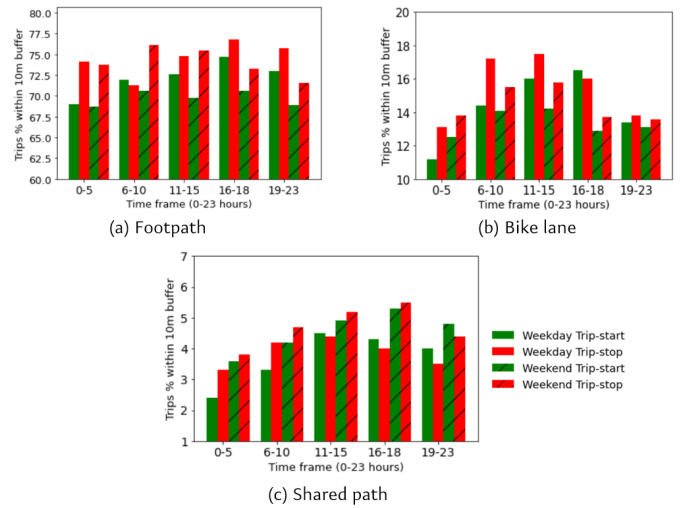 80.0
77.5
75.0
72.5
70.0
67.5
65.0
62.5
60.0
Trips % within 10m buffer
0-5 6-10 11-15 16-18 19-23
Time frame (0-23 hours)
(a) Footpath
20
18
16
14
12
10
Trips % within 10m buffer
0-5 6-10 11-15 16-18 19-23
Time frame (0-23 hours)
(b) Bike lane
7
6
5
4
3
2
1
Trips % within 10m buffer
0-5 6-10 11-15 16-18 19-23
Time frame (0-23 hours)
(c) Shared path
Weekday Trip-start
Weekday Trip-stop
Weekend Trip-start
Weekend Trip-stop